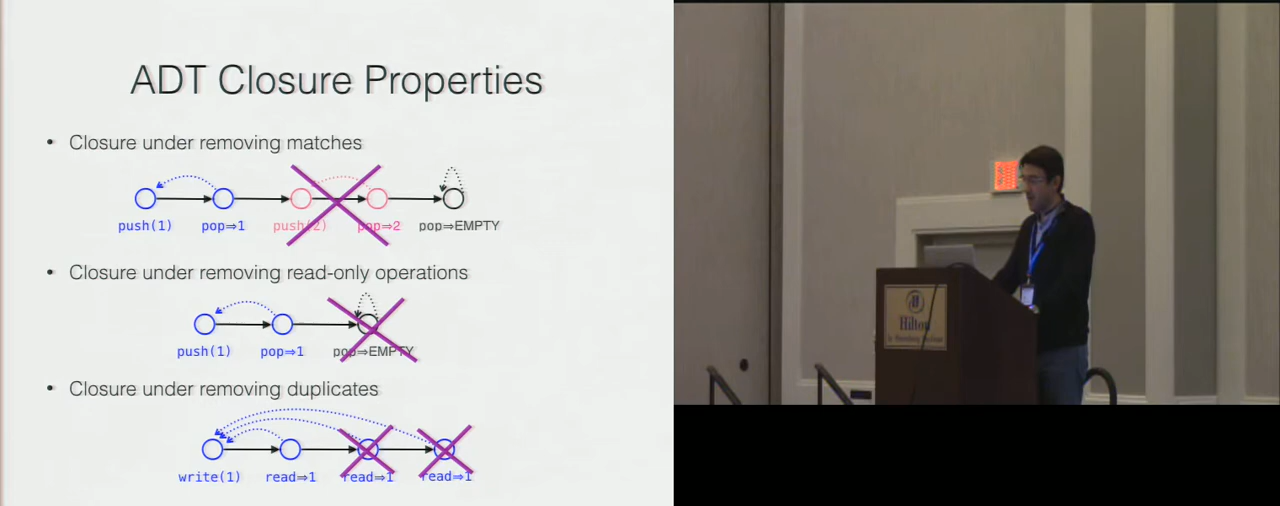 ADT Closure Properties
• Closure under removing matches
push(1) pop⇒1 push(2) pop⇒2 pop⇒EMPTY
• Closure under removing read-only operations
push(1) pop⇒1 pop⇒EMPTY
• Closure under removing duplicates
write(1) read⇒1 read⇒1 read⇒1
Hilton